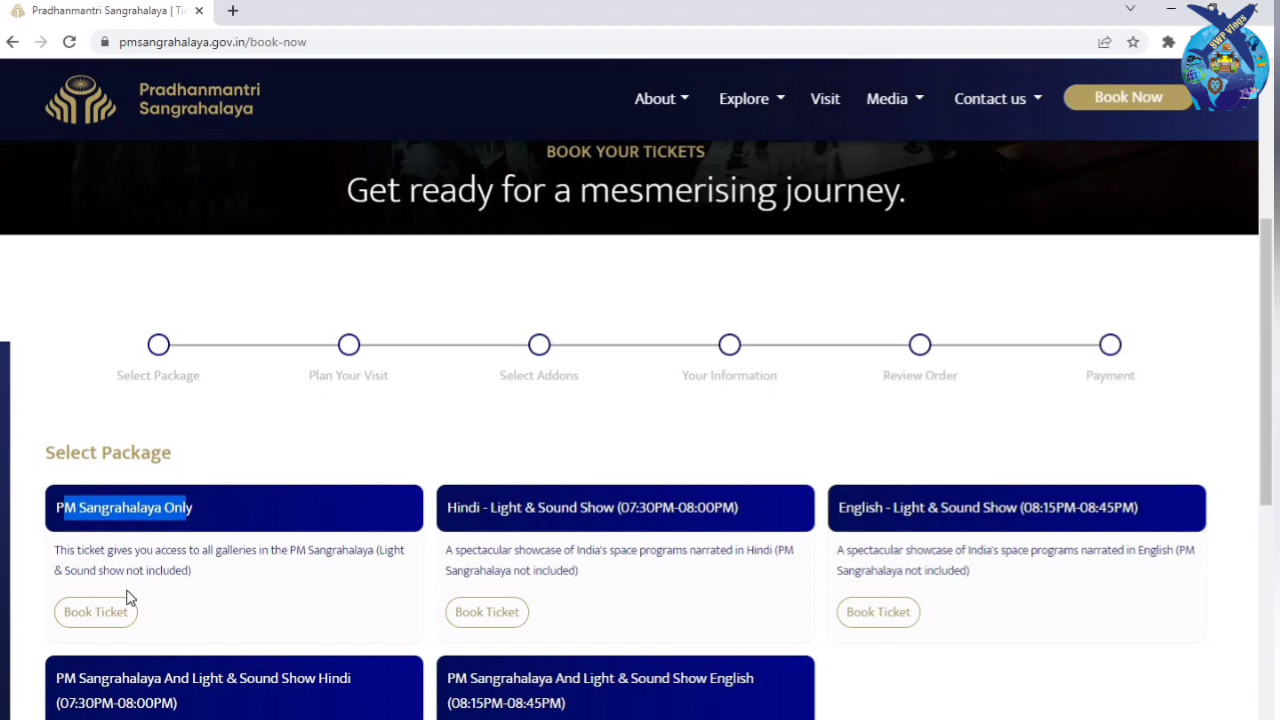 Pradhanmantri Sangrahalaya | Ti
pmsangrahalaya.gov.in/book-now
8WP Vlogs
Pradhanmantri
Sangrahalaya
About
Explore
Visit
Media
Contact us
Book Now
BOOK YOUR TICKETS
Get ready for a mesmerising journey.
Select Package
Plan Your Visit
Select Addons
Your Information
Review Order
Payment
Select Package
PM Sangrahalaya Only
This ticket gives you access to all galleries in the PM Sangrahalaya (Light
& Sound show not included)
Book Ticket
Hindi - Light & Sound Show (07:30PM-08:00PM)
A spectacular showcase of India's space programs narrated in Hindi (PM
Sangrahalaya not included)
Book Ticket
English - Light & Sound Show (08:15PM-08:45PM)
A spectacular showcase of India's space programs narrated in English (PM
Sangrahalaya not included)
Book Ticket
PM Sangrahalaya And Light & Sound Show Hindi
(07:30PM-08:00PM)
PM Sangrahalaya And Light & Sound Show English
(08:15PM-08:45PM)